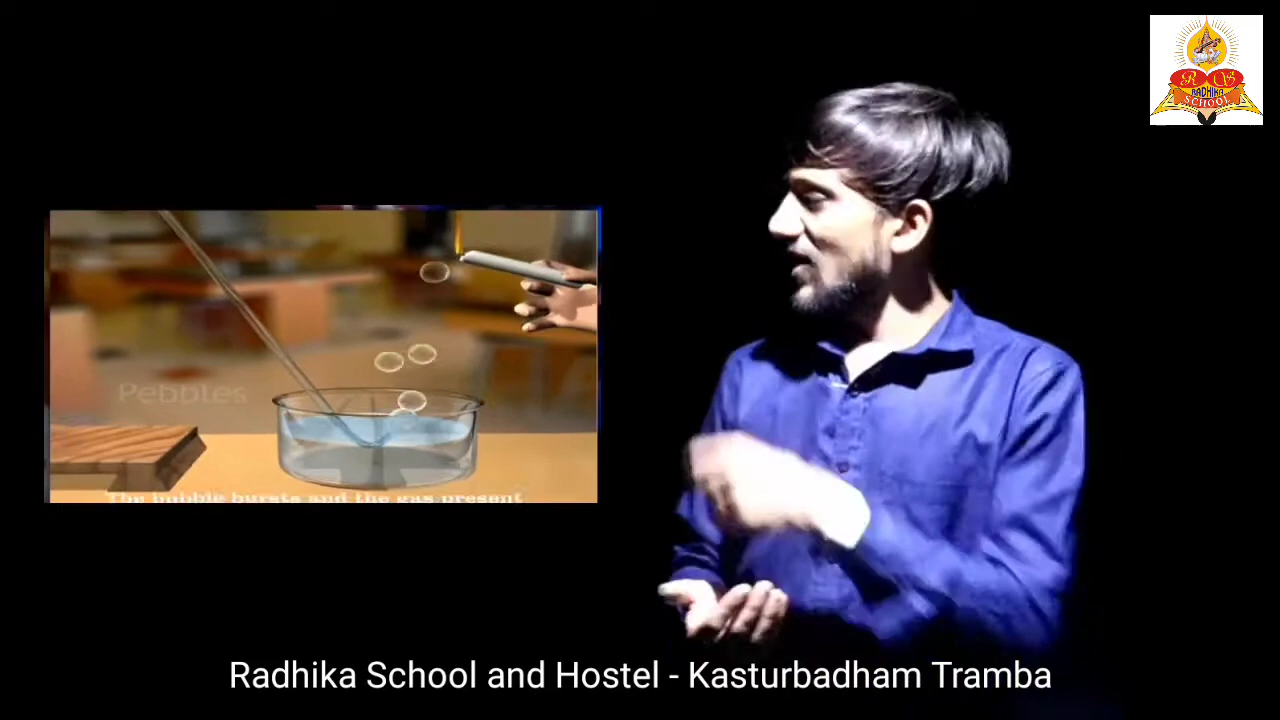 R S
RADHIKA
SCHOOL
Pebbles
The bubble bursts and the gas present
Radhika School and Hostel - Kasturbadham Tramba